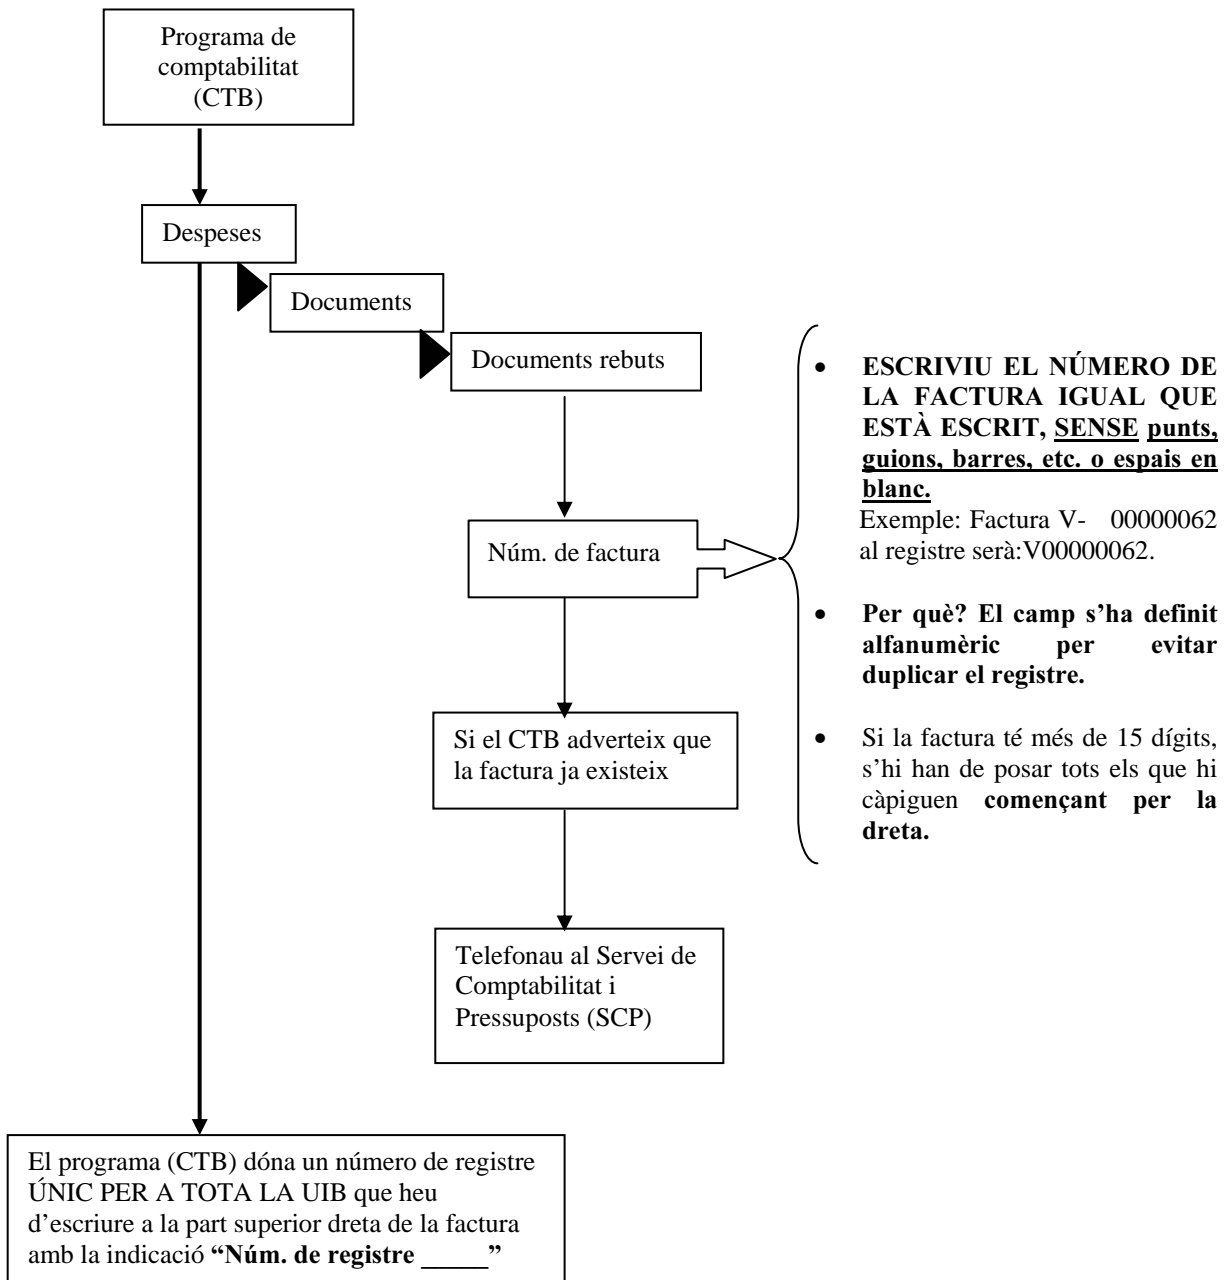 Programa de
comptabilitat
(CTB)
Despeses
Documents
Documents rebuts
Núm. de factura
Si el CTB adverteix que
la factura ja existeix
Telefonau al Servei de
Comptabilitat i
Pressuposts (SCP)
• ESCRIVIU EL NÚMERO DE
LA FACTURA IGUAL QUE
ESTÀ ESCRIT, SENSE punts,
guions, barres, etc. o espais en
blanc.
Exemple: Factura V- 00000062
al registre serà:V00000062.
• Per què? El camp s’ha definit
alfanumèric per evitar
duplicar el registre.
• Si la factura té més de 15 dígits,
s’hi han de posar tots els que hi
càpiguen començant per la
dreta.
El programa (CTB) dóna un número de registre
ÚNIC PER A TOTA LA UIB que heu
d’escriure a la part superior dreta de la factura
amb la indicació “Núm. de registre _____”